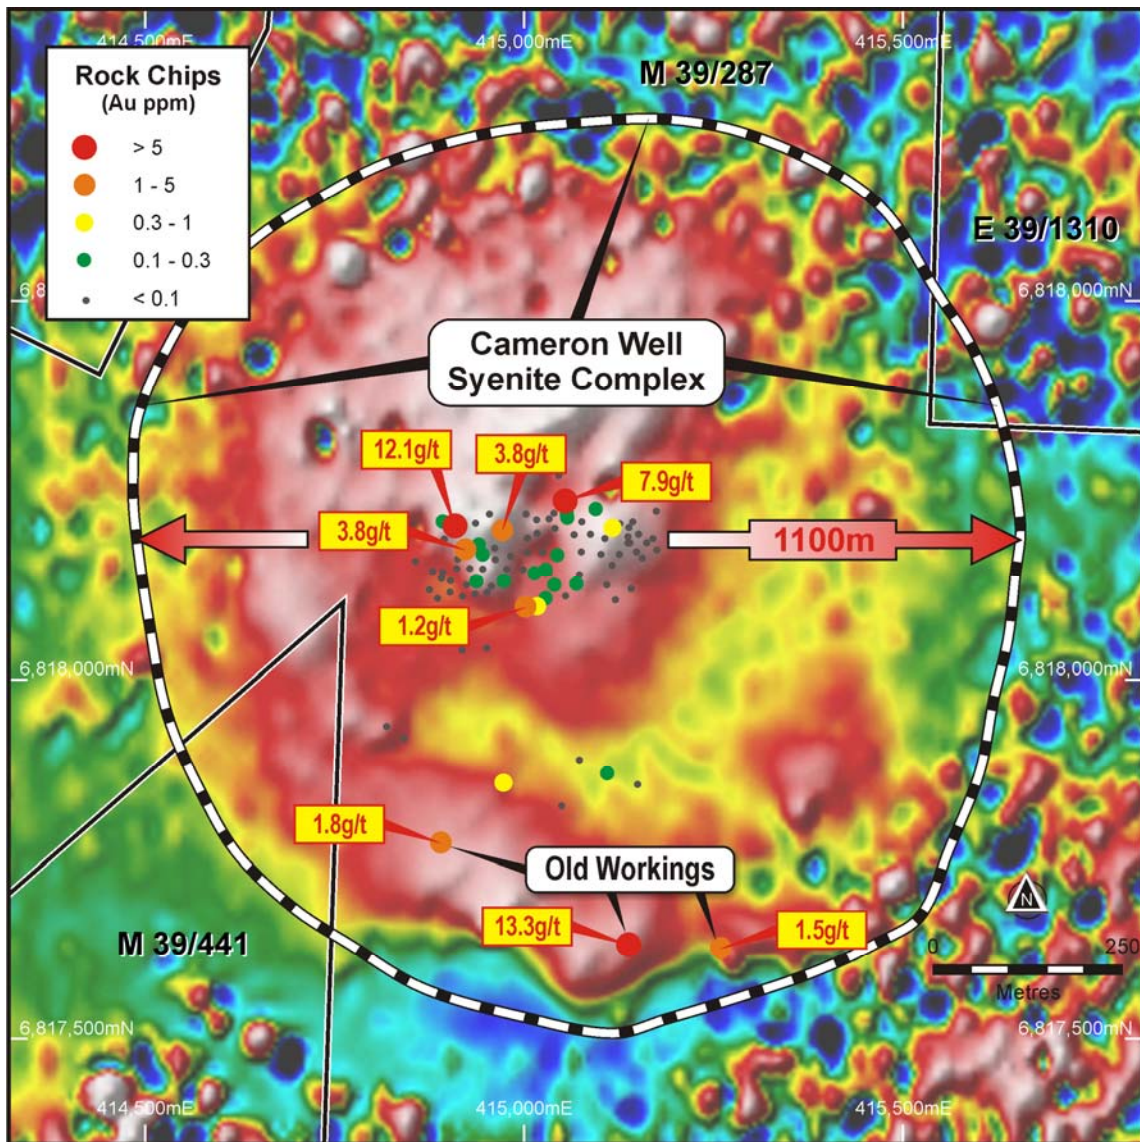 414,500mE
415,000mE
415,500mE
M 39/287
Rock Chips
(Au ppm)
> 5
1 - 5
0.3 - 1
0.1 - 0.3
< 0.1
E 39/1310
6,818,000mN
Cameron Well
Syenite Complex
12.1g/t
3.8g/t
7.9g/t
3.8g/t
1100m
1.2g/t
6,818,000mN
6,818,000mN
1.8g/t
Old Workings
N
13.3g/t
1.5g/t
M 39/441
0
250
Metres
6,817,500mN
6,817,500mN
414,500mE
415,000mE
415,500mE